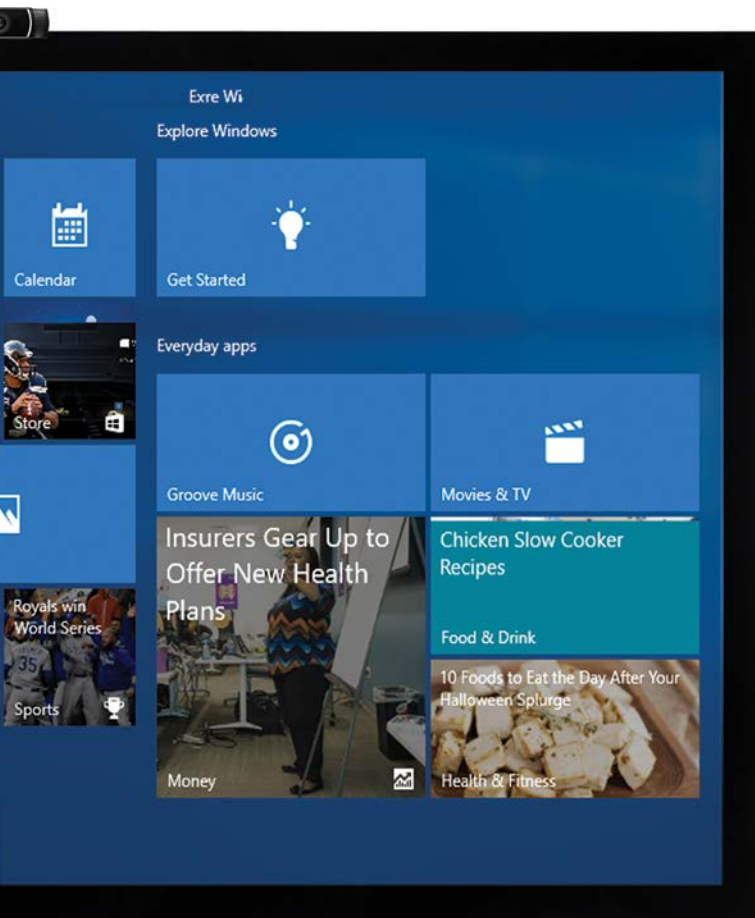 Exre Wi
Explore Windows
Calendar
Get Started
Store
Everyday apps
Groove Music
Movies & TV
Insurers Gear Up to
Offer New Health
Plans
Money
Chicken Slow Cooker
Recipes
Food & Drink
10 Foods to Eat the Day After Your
Halloween Splurge
Health & Fitness
Royals win
World Series
35
Sports